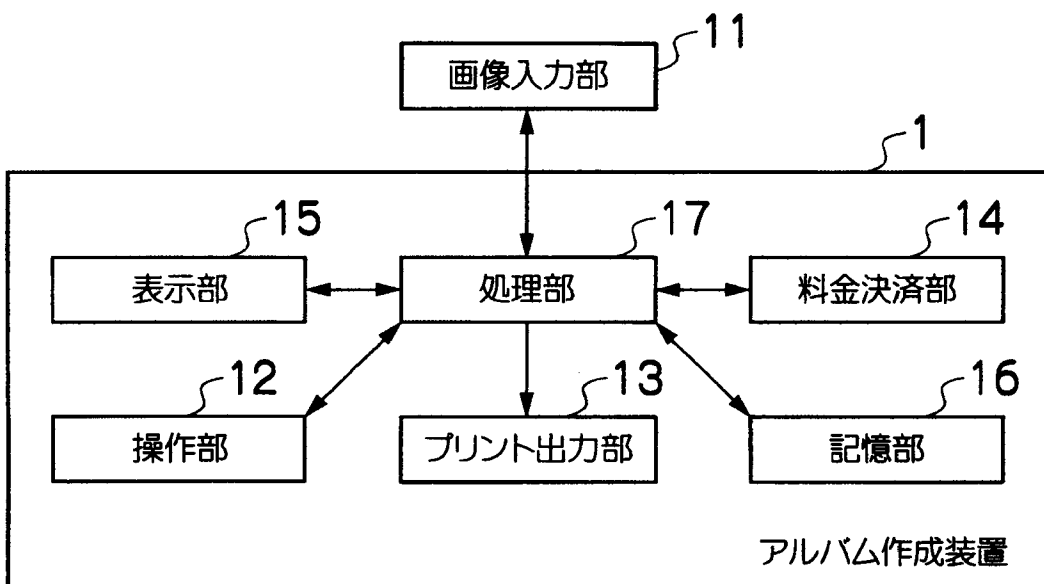 11
画像入力部
1
15
17
14
表示部
処理部
料金決済部
12
13
16
操作部
プリント出力部
記憶部
アルバム作成装置